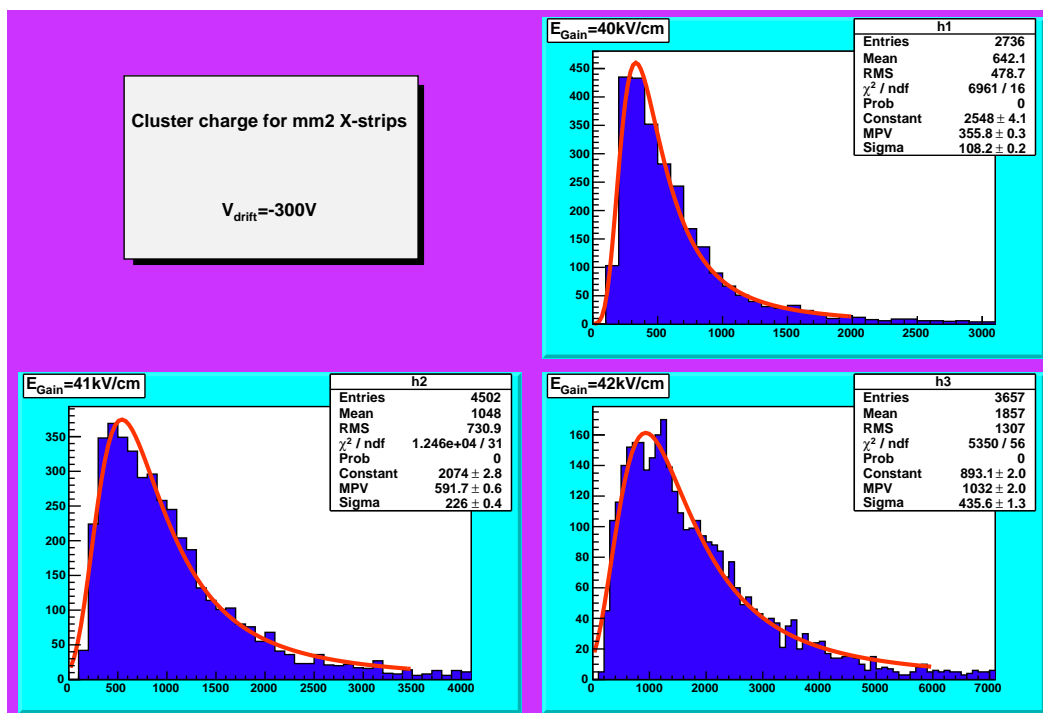 Cluster charge for mm2 X-strips
V_drift=-300V
E_Gain=40kV/cm
h1
Entries 2736
Mean 642.1
RMS 478.7
χ² / ndf 6961 / 16
Prob 0
Constant 2548 ± 4.1
MPV 355.8 ± 0.3
Sigma 108.2 ± 0.2
450
400
350
300
250
200
150
100
50
0
0 500 1000 1500 2000 2500 3000
E_Gain=41kV/cm
h2
Entries 4502
Mean 1048
RMS 730.9
χ² / ndf 1.246e+04 / 31
Prob 0
Constant 2074 ± 2.8
MPV 591.7 ± 0.6
Sigma 226 ± 0.4
350
300
250
200
150
100
50
0
0 500 1000 1500 2000 2500 3000 3500 4000
E_Gain=42kV/cm
h3
Entries 3657
Mean 1857
RMS 1307
χ² / ndf 5350 / 56
Prob 0
Constant 893.1 ± 2.0
MPV 1032 ± 2.0
Sigma 435.6 ± 1.3
160
140
120
100
80
60
40
20
0
0 1000 2000 3000 4000 5000 6000 7000